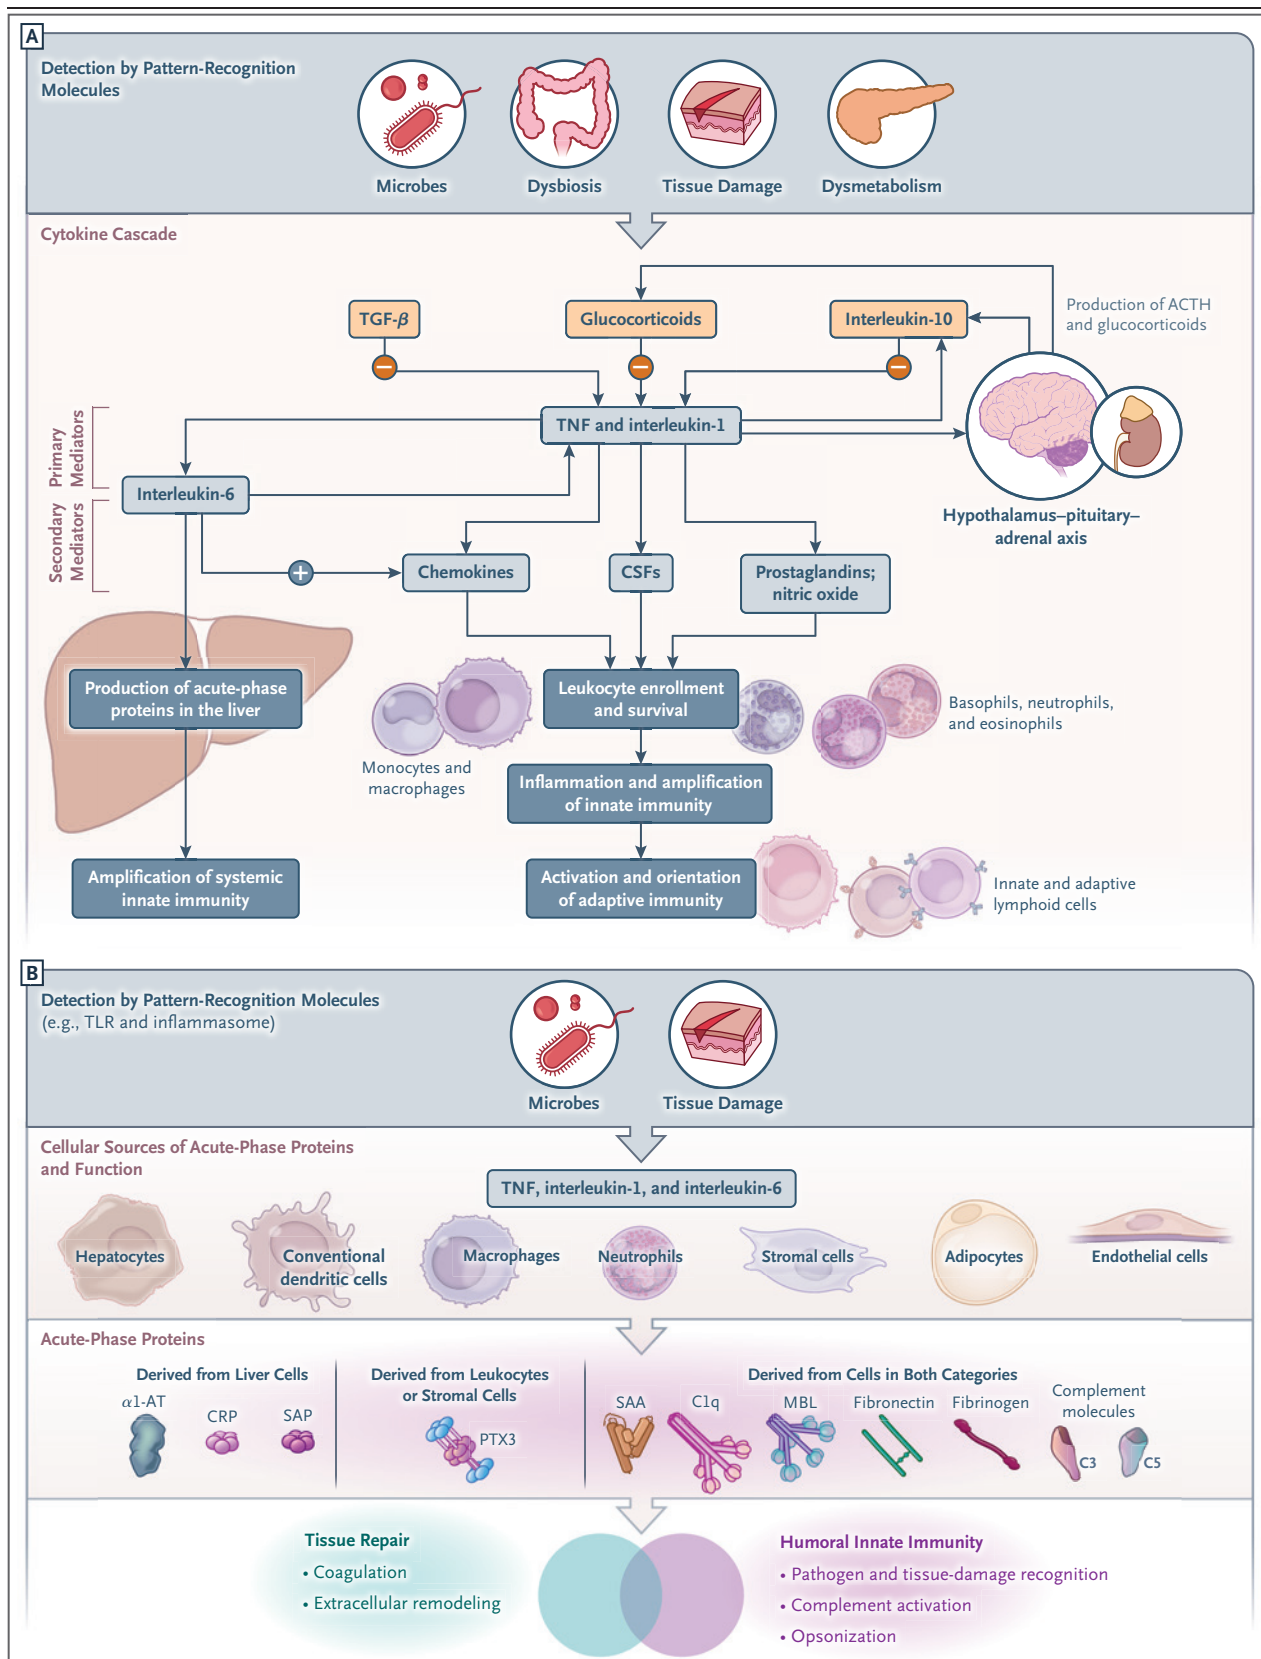 A
Detection by Pattern-Recognition
Molecules
Microbes
Dysbiosis
Tissue Damage
Dysmetabolism
Cytokine Cascade
TGF-β
Glucocorticoids
Interleukin-10
Production of ACTH
and glucocorticoids
−
−
−
Primary
Mediators
TNF and interleukin-1
Interleukin-6
Hypothalamus–pituitary–
adrenal axis
Secondary
Mediators
+
Chemokines
CSFs
Prostaglandins;
nitric oxide
Production of acute-phase
proteins in the liver
Leukocyte enrollment
and survival
Basophils, neutrophils,
and eosinophils
Monocytes and
macrophages
Inflammation and amplification
of innate immunity
Amplification of systemic
innate immunity
Activation and orientation
of adaptive immunity
Innate and adaptive
lymphoid cells
B
Detection by Pattern-Recognition Molecules
(e.g., TLR and inflammasome)
Microbes
Tissue Damage
Cellular Sources of Acute-Phase Proteins
and Function
TNF, interleukin-1, and interleukin-6
Hepatocytes
Conventional
dendritic cells
Macrophages
Neutrophils
Stromal cells
Adipocytes
Endothelial cells
Acute-Phase Proteins
Derived from Liver Cells
α1-AT
CRP
SAP
Derived from Leukocytes
or Stromal Cells
PTX3
Derived from Cells in Both Categories
SAA
C1q
MBL
Fibronectin
Fibrinogen
Complement
molecules
C3
C5
Tissue Repair
• Coagulation
• Extracellular remodeling
Humoral Innate Immunity
• Pathogen and tissue-damage recognition
• Complement activation
• Opsonization